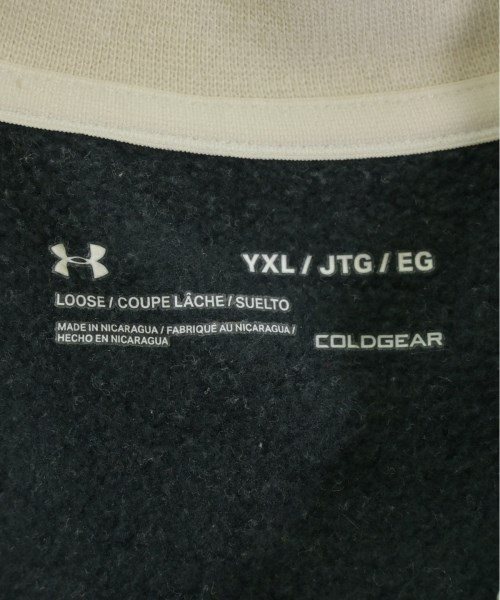 YXL / JTG / EG
LOOSE / COUPE LÂCHE / SUELTO
MADE IN NICARAGUA / FABRIQUÉ AU NICARAGUA /
HECHO EN NICARAGUA
COLDGEAR